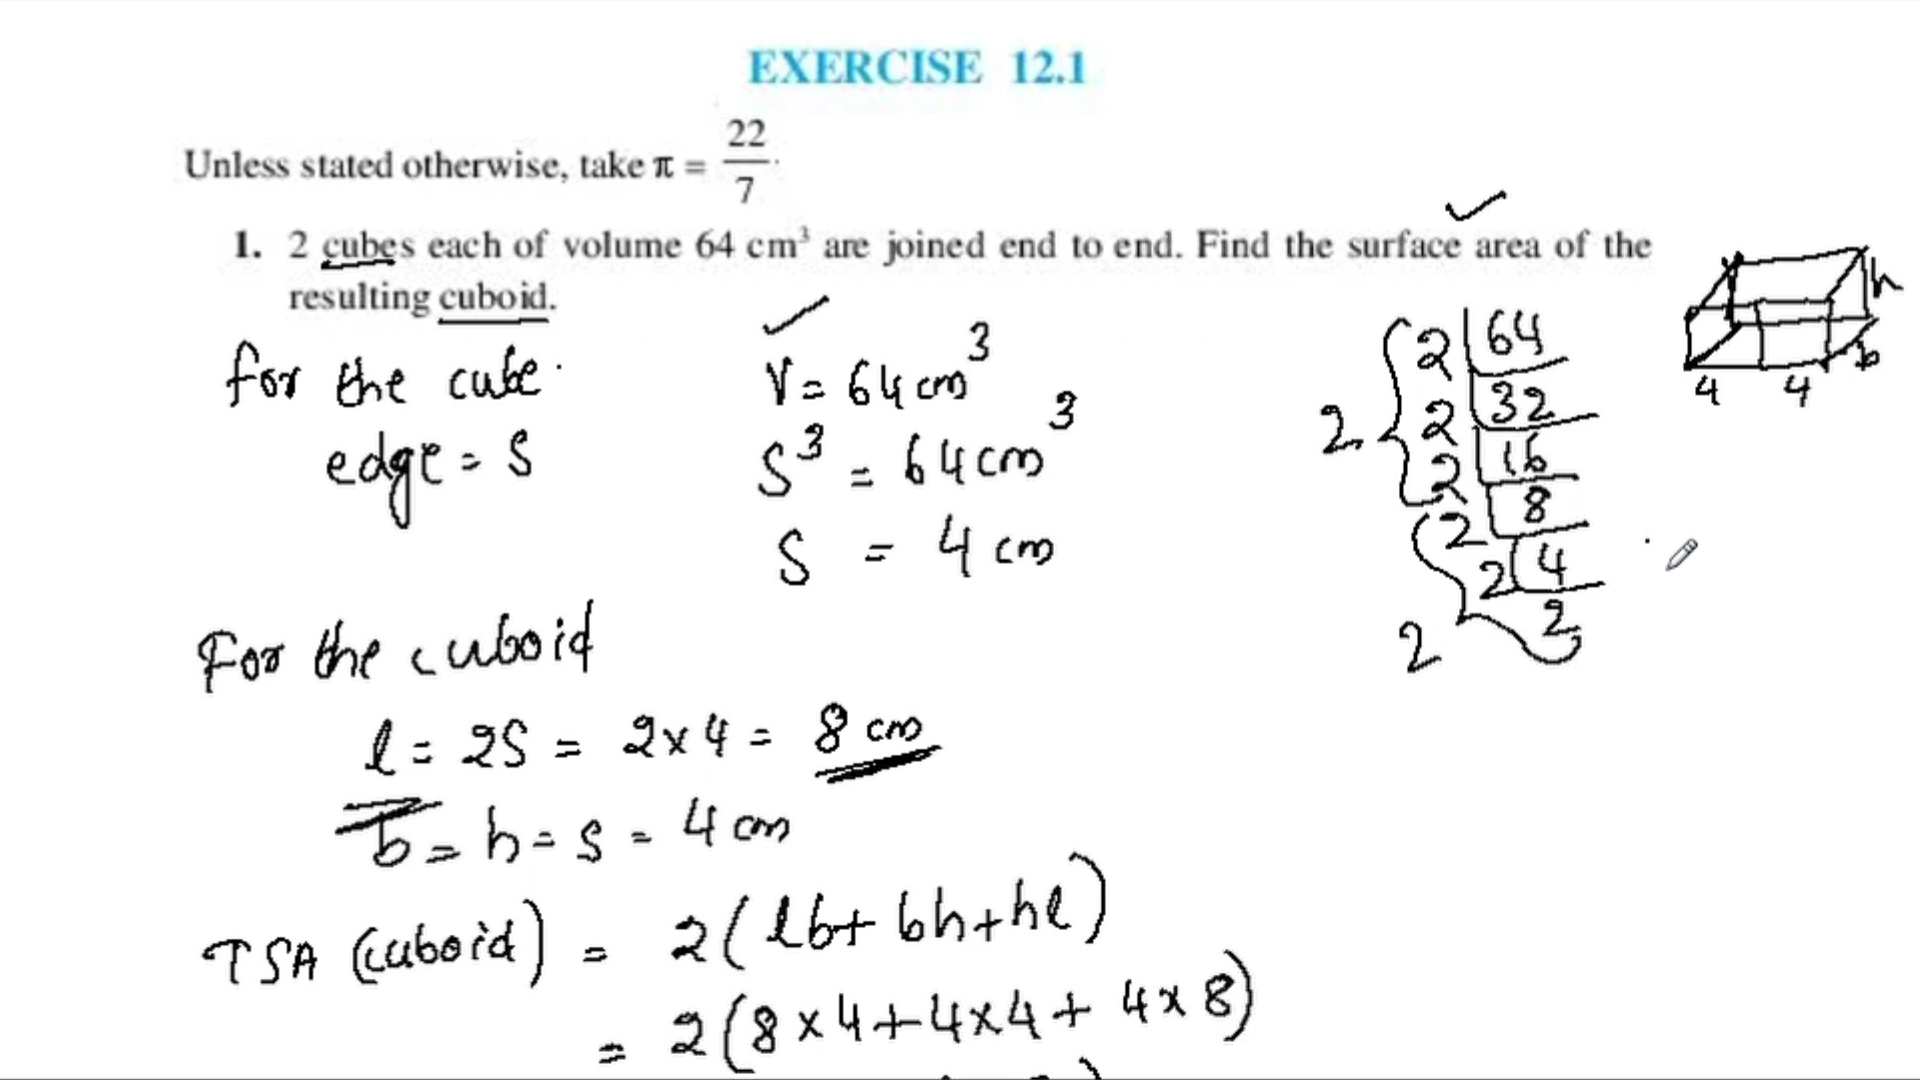 EXERCISE 12.1
Unless stated otherwise, take π = 22/7.
1. 2 cubes each of volume 64 cm³ are joined end to end. Find the surface area of the
resulting cuboid.
for the cube.
edge = S
V = 64 cm³
S³ = 64 cm³
S = 4 cm
2 64
2 32
2 16
2 8
2 4
2
2
2
h
b
4 4
For the cuboid
l = 2S = 2 x 4 = 8 cm
b = h = s = 4 cm
TSA (cuboid) = 2 (lb + bh + hl)
= 2 (8 x 4 + 4 x 4 + 4 x 8)